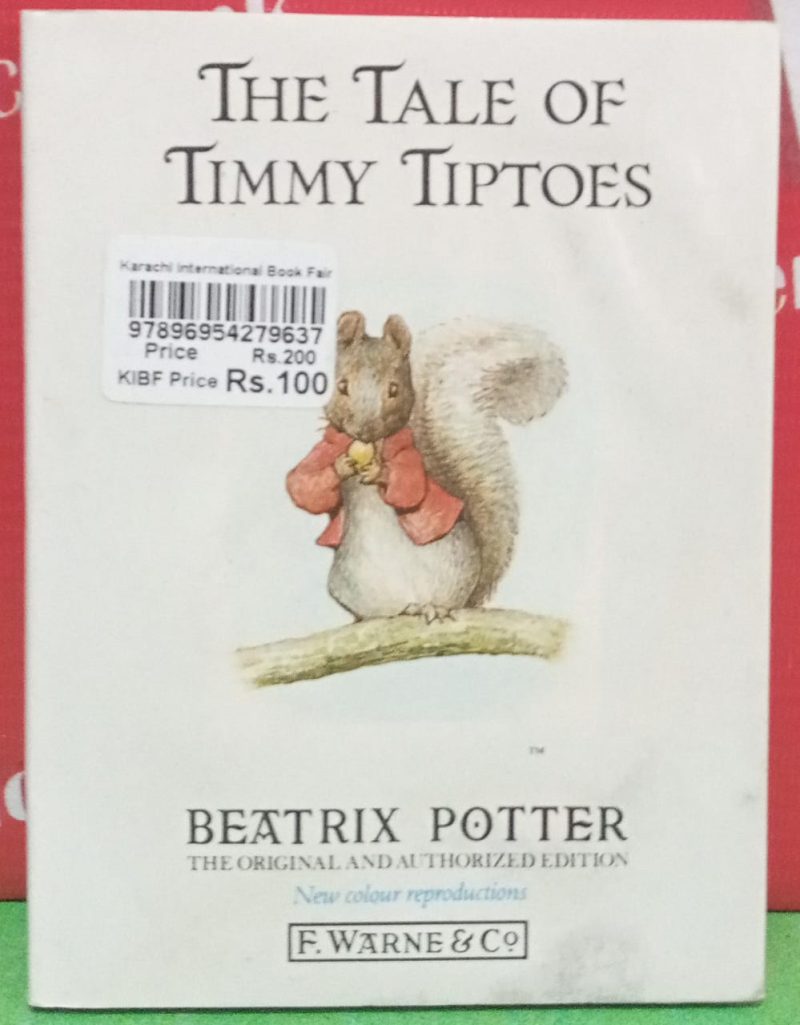 THE TALE OF
TIMMY TIPTOES
Karachi International Book Fair
97896954279637
Price Rs.200
KIBF Price Rs.100
TM
BEATRIX POTTER
THE ORIGINAL AND AUTHORIZED EDITION
New colour reproductions
F. WARNE & Co